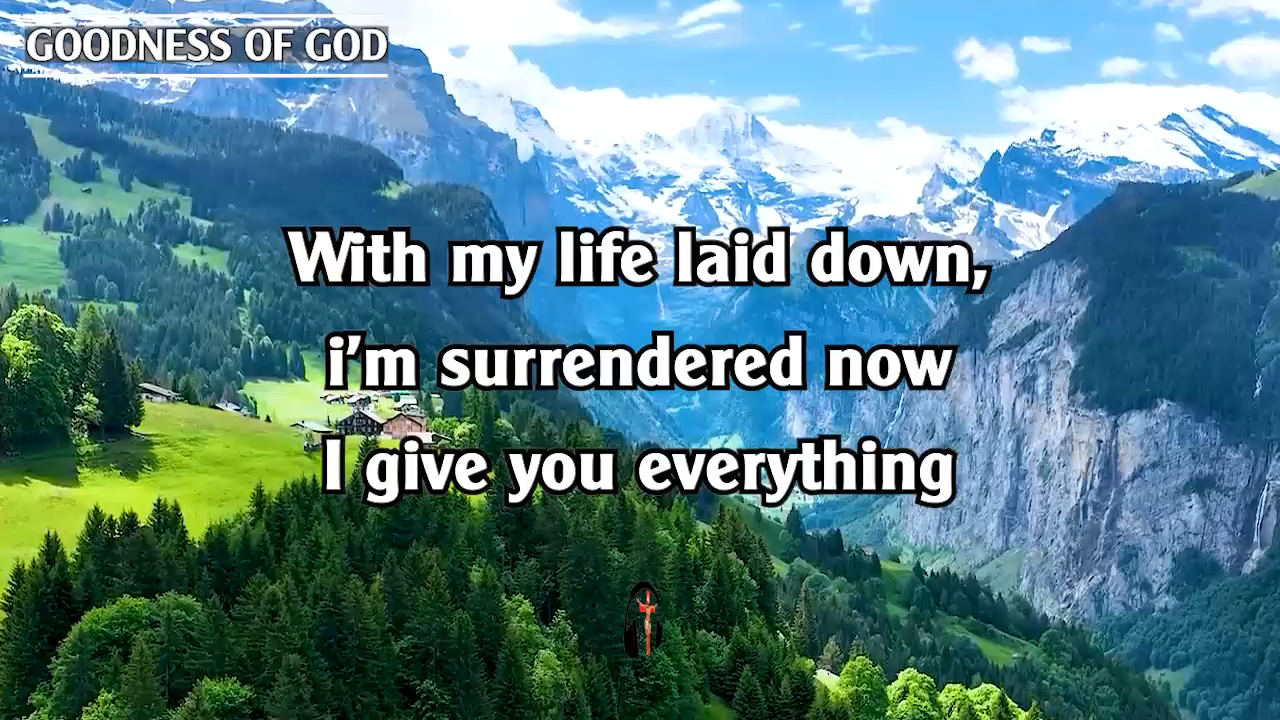 GOODNESS OF GOD
With my life laid down,
i'm surrendered now
I give you everything